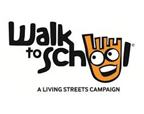 Walk
to School®
A LIVING STREETS CAMPAIGN